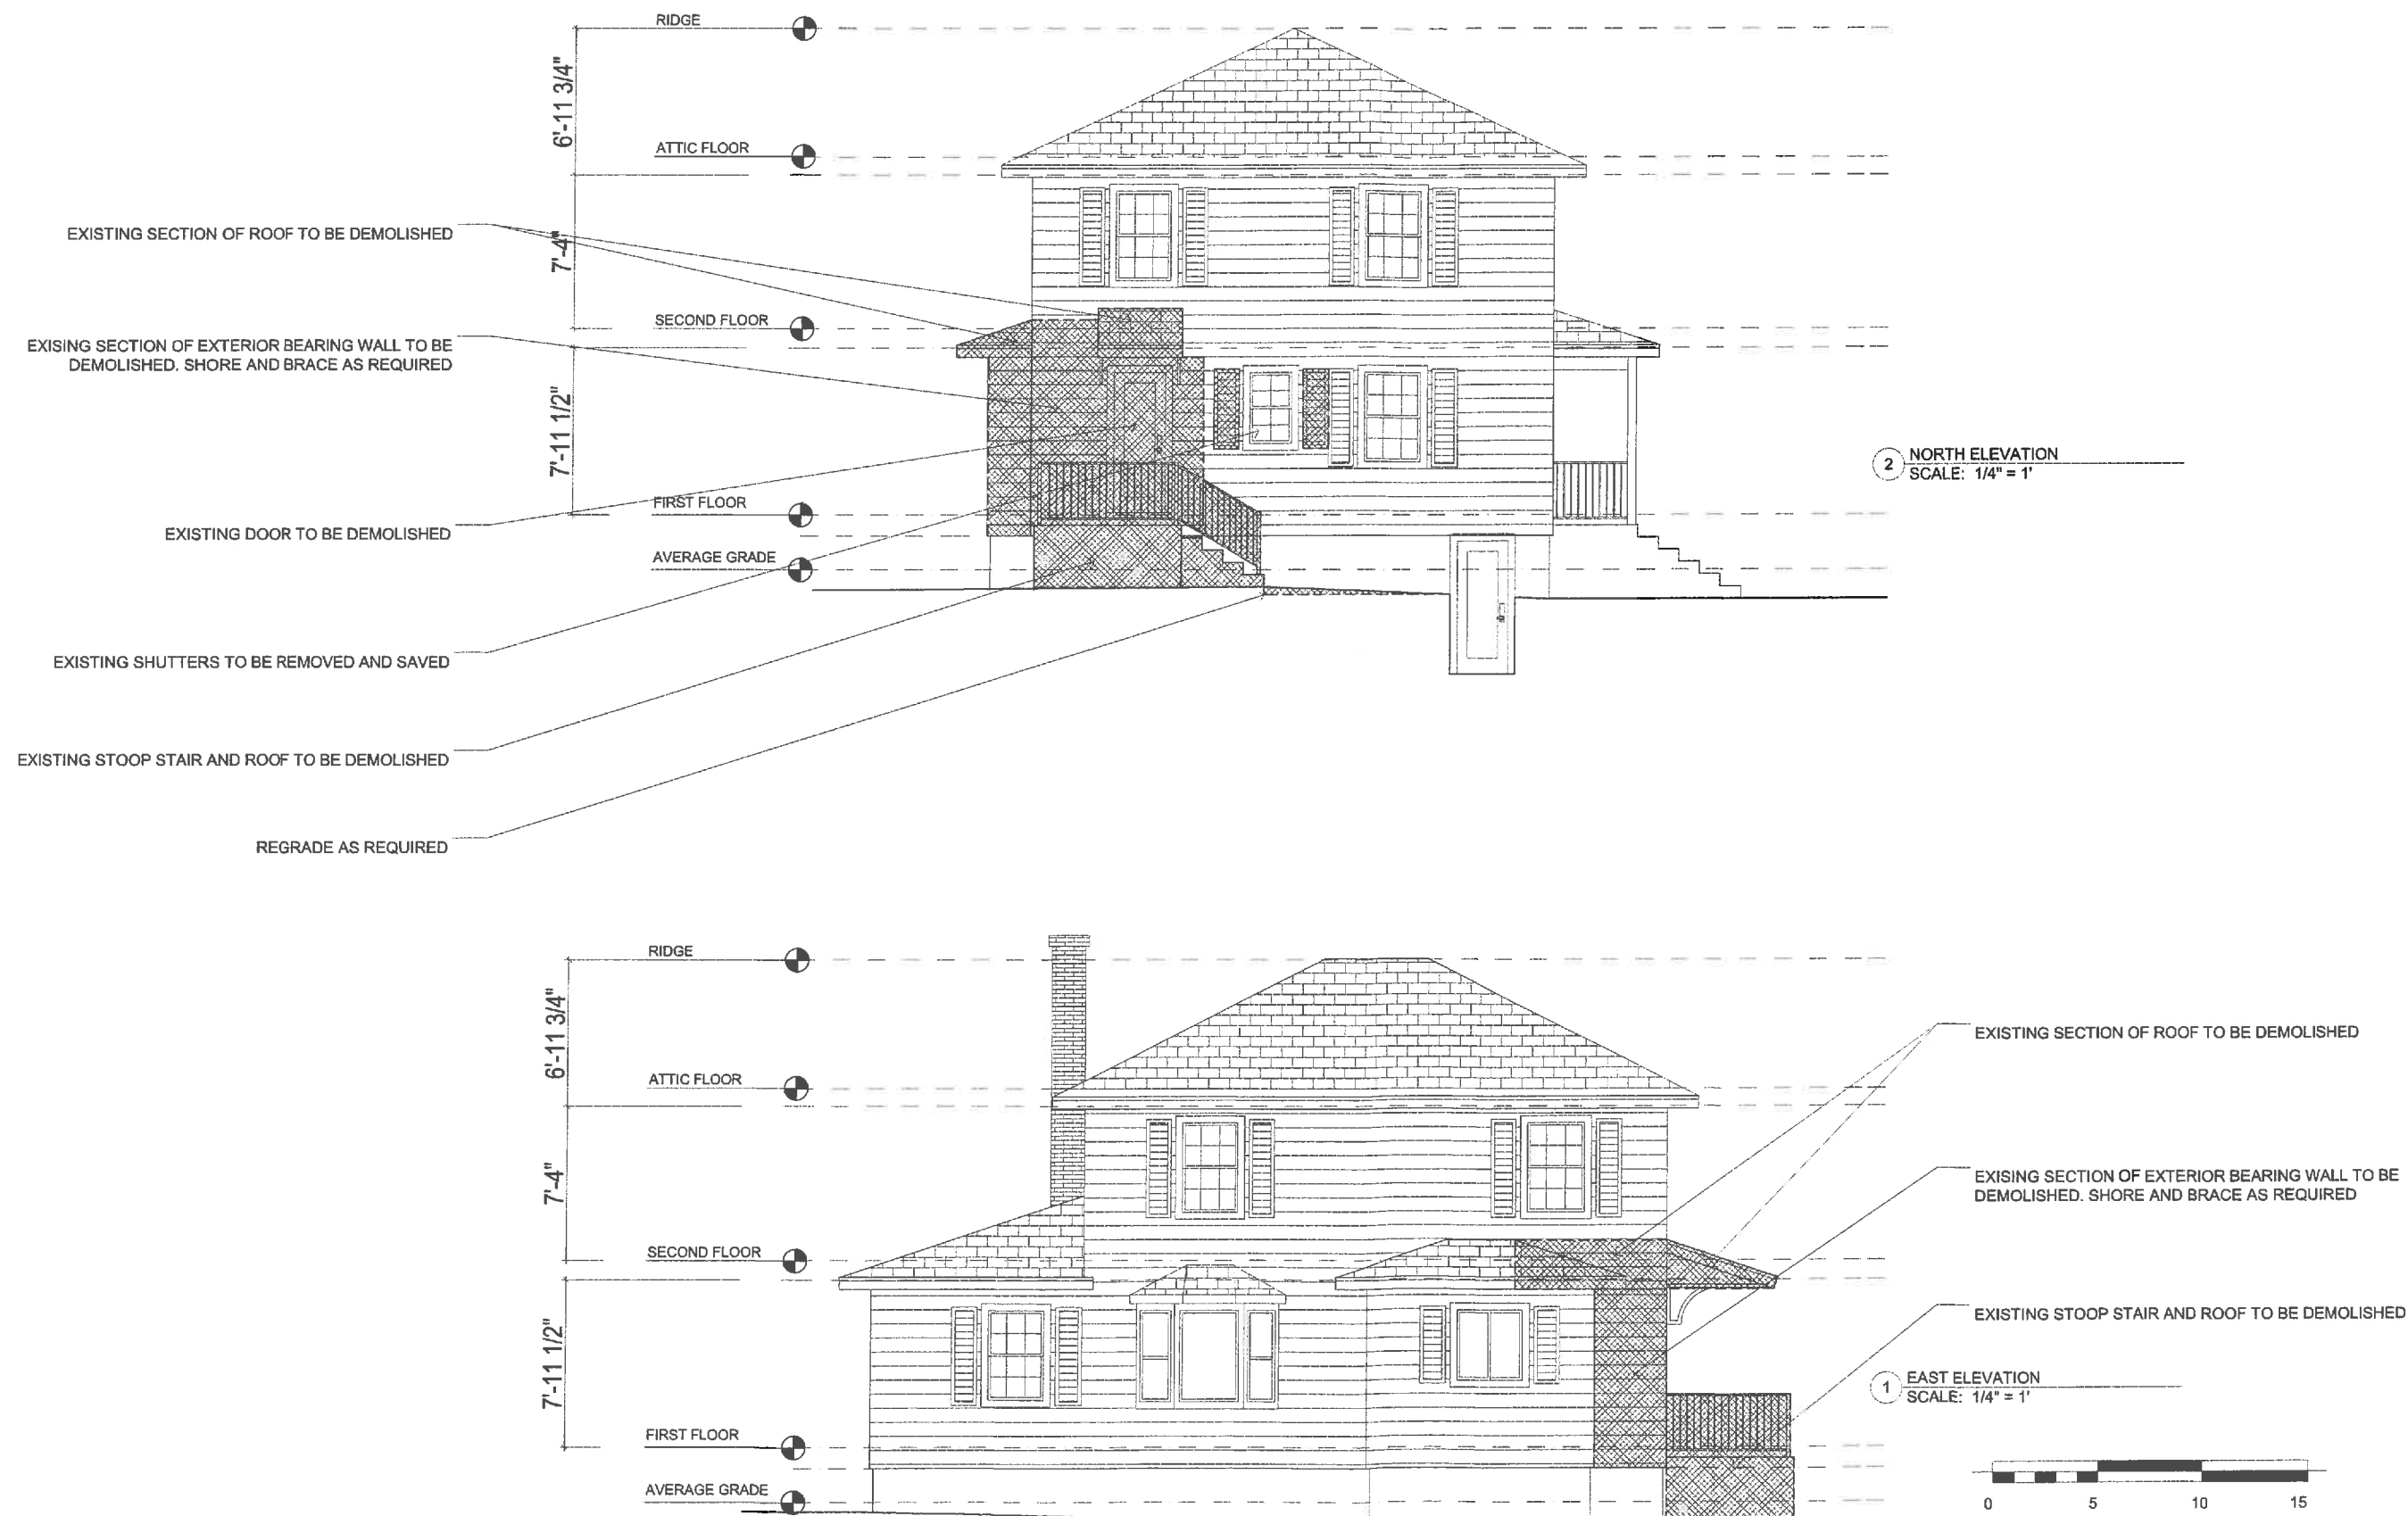 RIDGE
6'-11 3/4"
ATTIC FLOOR
EXISTING SECTION OF ROOF TO BE DEMOLISHED
7'-4"
SECOND FLOOR
EXISING SECTION OF EXTERIOR BEARING WALL TO BE
DEMOLISHED. SHORE AND BRACE AS REQUIRED
7'-11 1/2"
2 NORTH ELEVATION
SCALE: 1/4" = 1'
FIRST FLOOR
EXISTING DOOR TO BE DEMOLISHED
AVERAGE GRADE
EXISTING SHUTTERS TO BE REMOVED AND SAVED
EXISTING STOOP STAIR AND ROOF TO BE DEMOLISHED
REGRADE AS REQUIRED
RIDGE
6'-11 3/4"
EXISTING SECTION OF ROOF TO BE DEMOLISHED
ATTIC FLOOR
7'-4"
EXISING SECTION OF EXTERIOR BEARING WALL TO BE
DEMOLISHED. SHORE AND BRACE AS REQUIRED
SECOND FLOOR
EXISTING STOOP STAIR AND ROOF TO BE DEMOLISHED
7'-11 1/2"
1 EAST ELEVATION
SCALE: 1/4" = 1'
FIRST FLOOR
AVERAGE GRADE
0 5 10 15